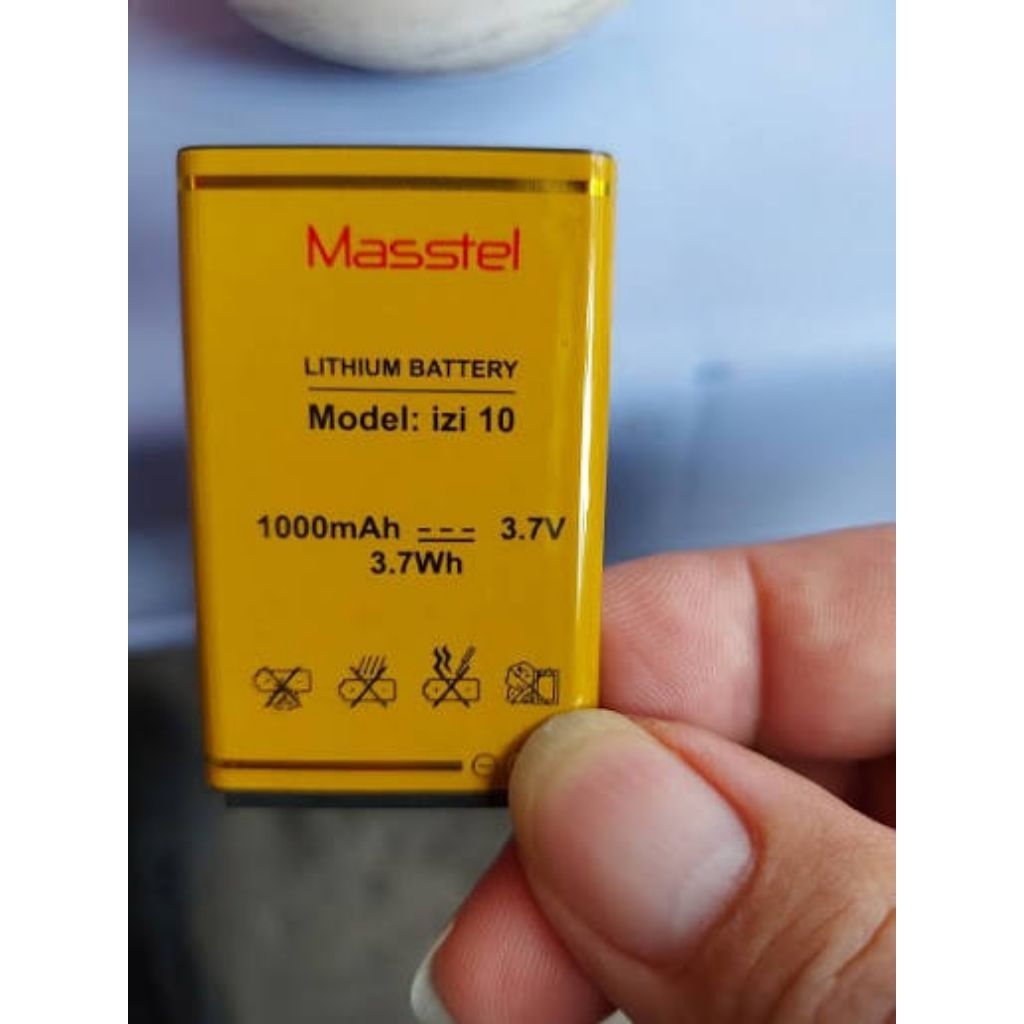 Masstel
LITHIUM BATTERY
Model: izi 10
1000mAh 3.7V
3.7Wh